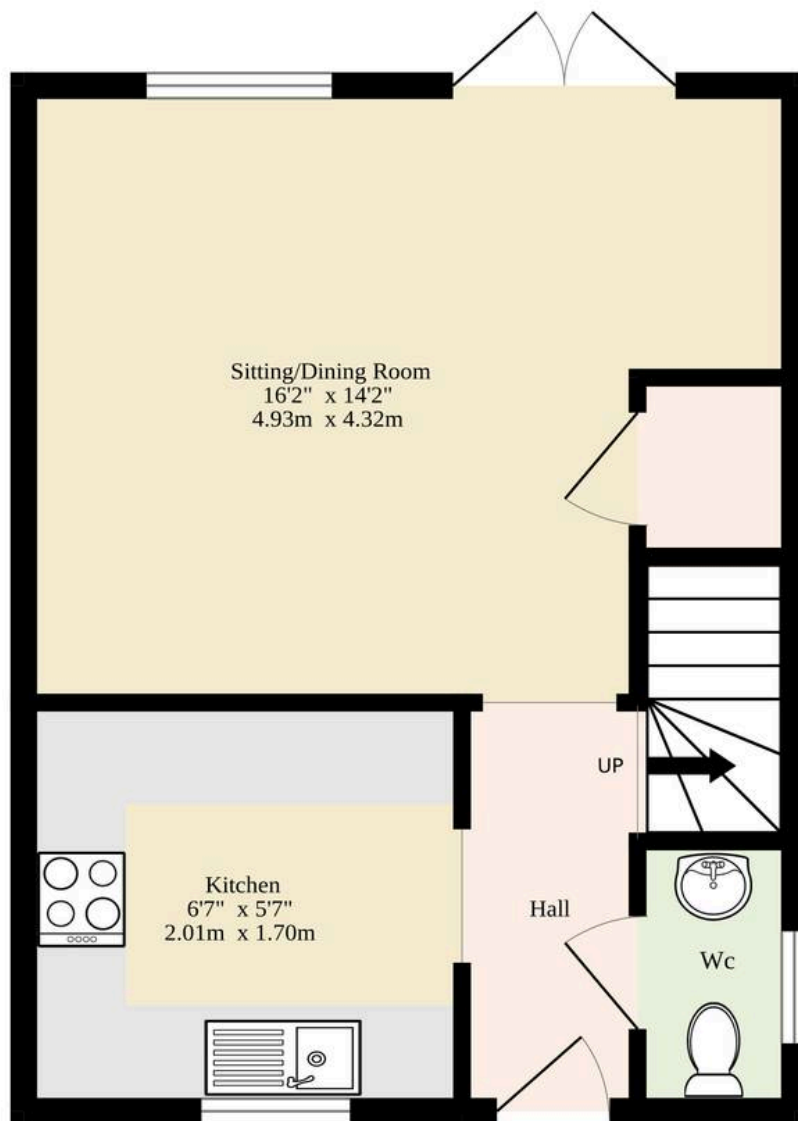 Sitting/Dining Room
16'2" x 14'2"
4.93m x 4.32m
UP
Kitchen
6'7" x 5'7"
2.01m x 1.70m
Hall
Wc